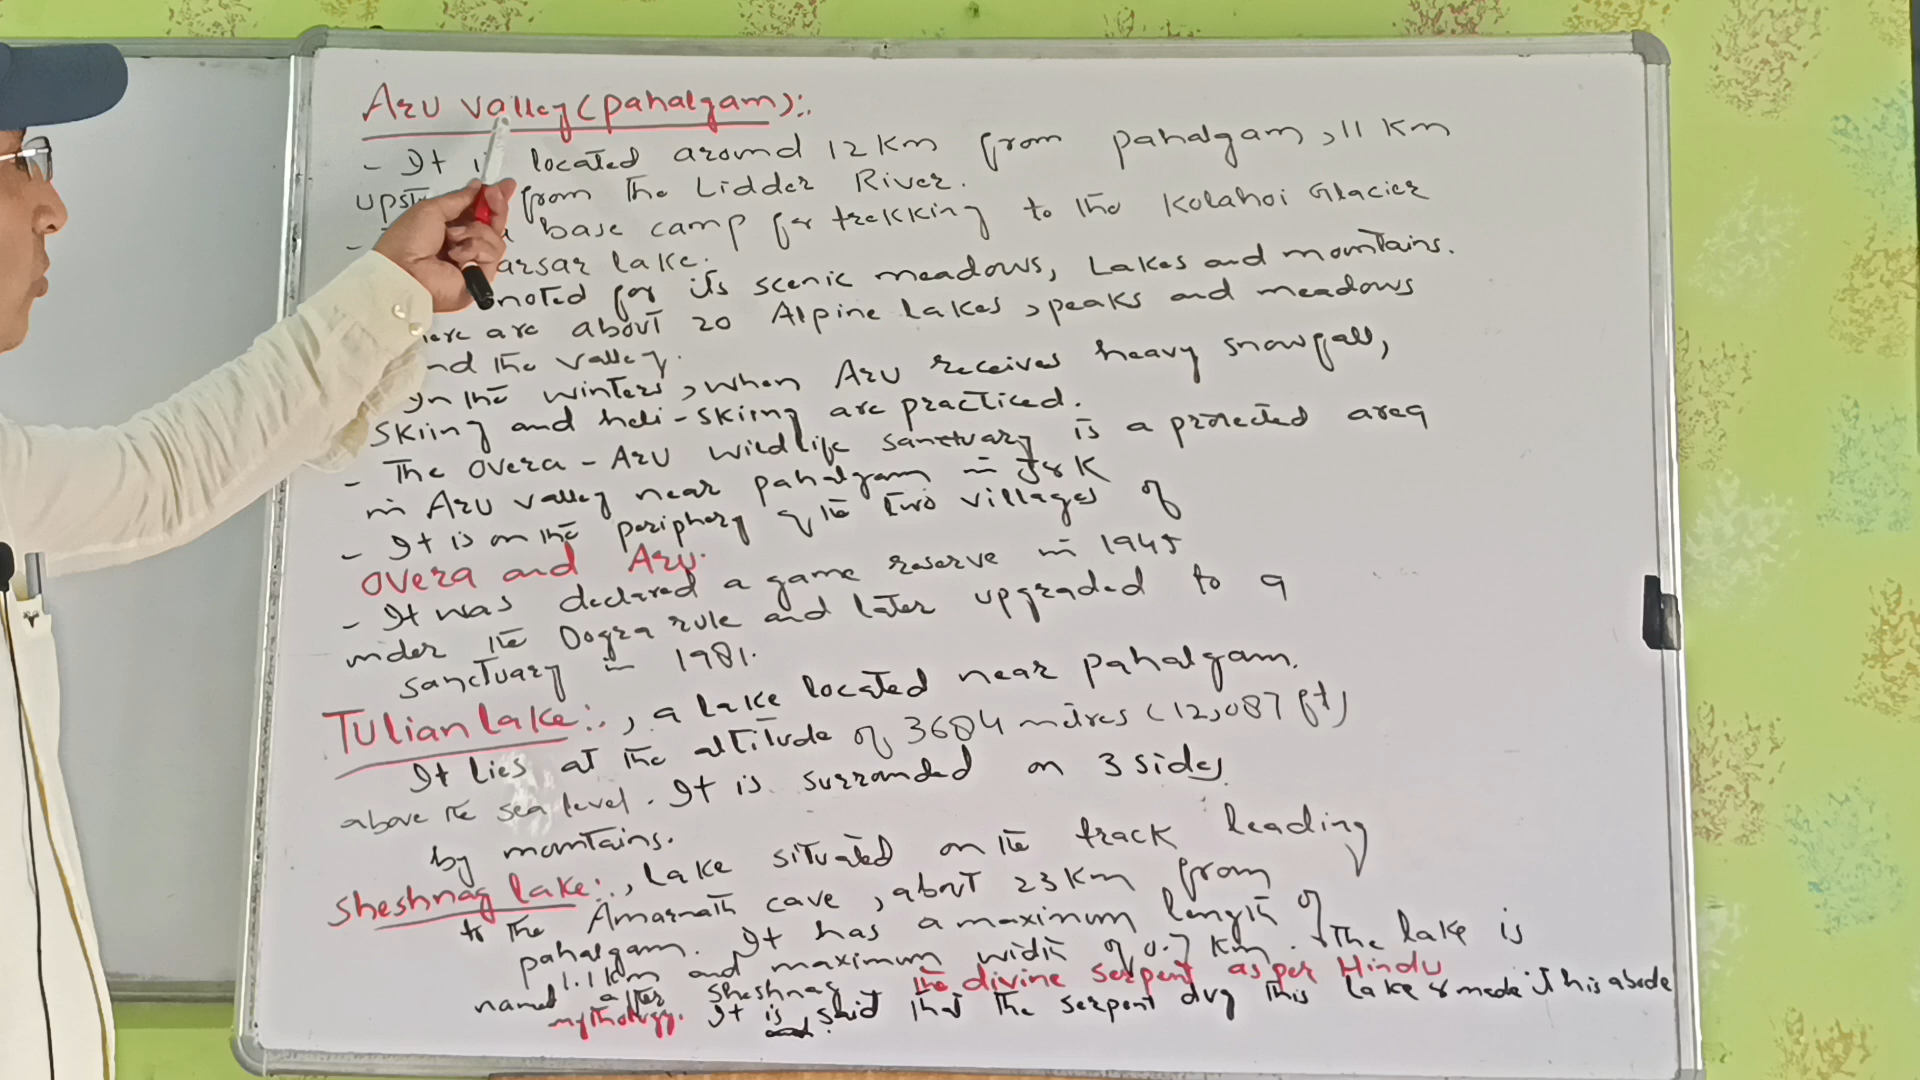 Aru valley (pahalgam):.
- It is located around 12 Km from pahalgam, 11 Km
upst from the Lidder River.
- a base camp for trekking to the Kolahoi Glacier
arsar lake.
noted for its scenic meadows, Lakes and mountains.
here are about 20 Alpine Lakes, peaks and meadows
nd the valley.
In the winters, when Aru receives heavy snowfall,
skiing and heli-skiing are practiced.
- The overa-Aru wildlife sanctuary is a protected area
in Aru valley near pahalgam in J&K
- It is on the periphery of the two villages of
overa and Aru.
- It was declared a game reserve in 1945
under the Dogra rule and later upgraded to a
sanctuary in 1981.
Tulian lake:., a lake located near pahalgam.
It lies at the altitude of 3684 metres (12,087 ft)
above the sea level. It is surrounded on 3 sides
by mountains.
Sheshnag lake:., lake situated on the track leading
to the Amarnath cave, about 23 Km from
pahalgam. It has a maximum length of
1.1 km and maximum width of 0.7 Km. The lake is
named after sheshnag the divine serpent as per Hindu
mythology. It is said that the serpent dug this lake & made it his abode